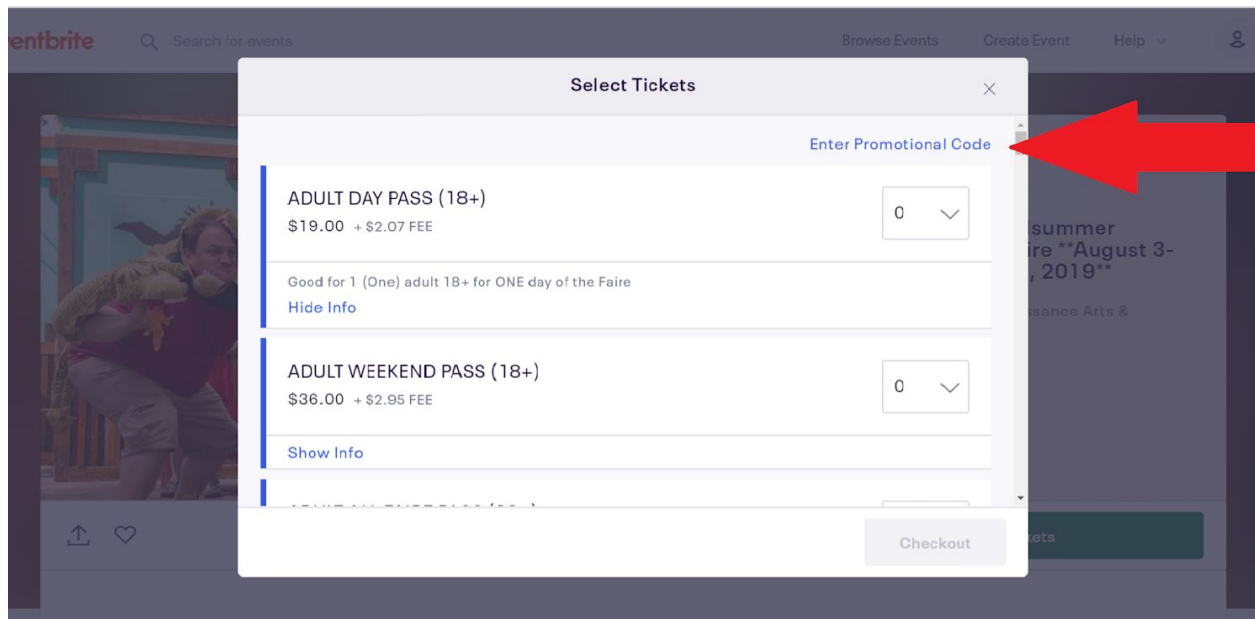 entbrite
Search for events
Browse Events
Create Event
Help
Select Tickets
Enter Promotional Code
ADULT DAY PASS (18+)
$19.00 + $2.07 FEE
0
Good for 1 (One) adult 18+ for ONE day of the Faire
Hide Info
ADULT WEEKEND PASS (18+)
$36.00 + $2.95 FEE
0
Show Info
Checkout
summer
ire **August 3-
, 2019**
ssance Arts &
kets